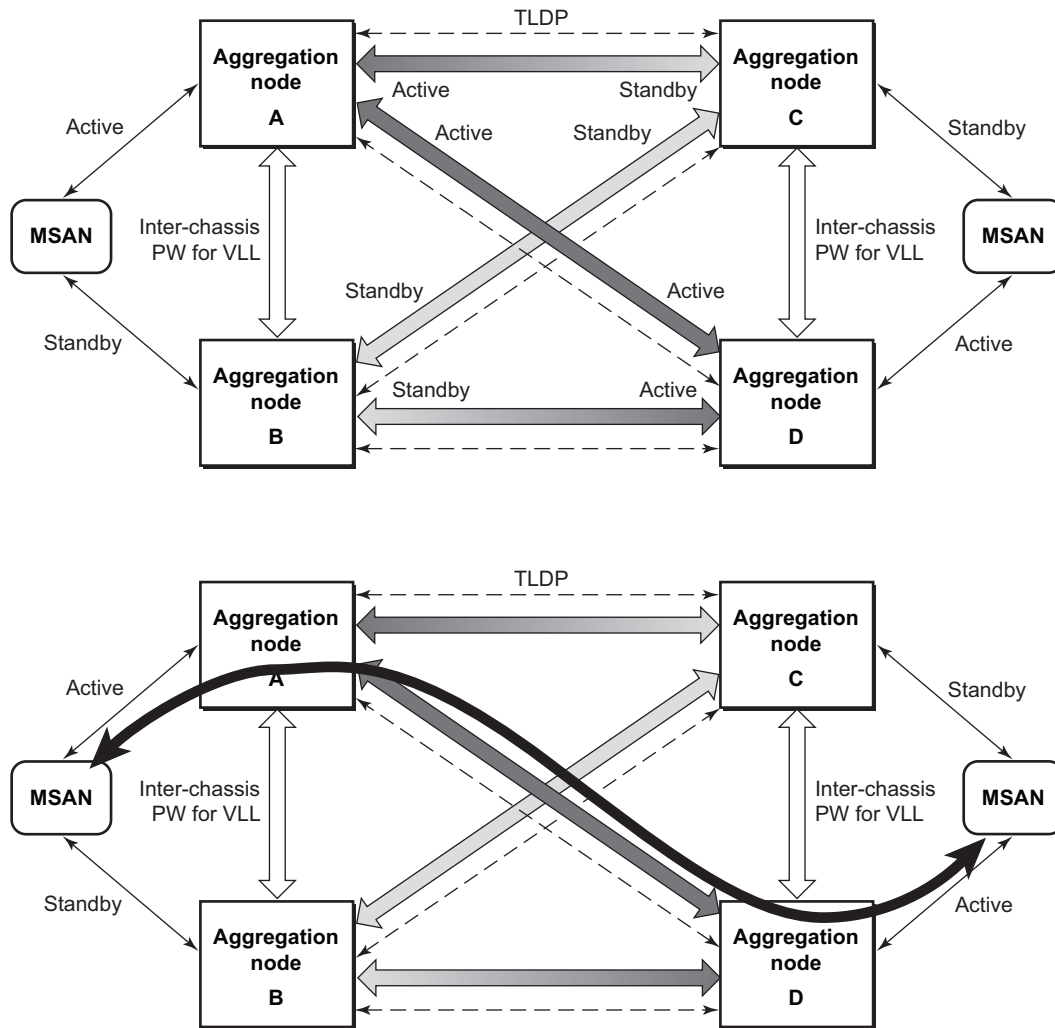 TLDP
Aggregation
node
A
Aggregation
node
C
Active
Standby
Active
Standby
Active
Standby
MSAN
Inter-chassis
PW for VLL
Inter-chassis
PW for VLL
MSAN
Standby
Active
Standby
Active
Aggregation
node
B
Standby
Active
Aggregation
node
D
TLDP
Aggregation
node
A
Aggregation
node
C
Active
Standby
MSAN
Inter-chassis
PW for VLL
Inter-chassis
PW for VLL
MSAN
Standby
Active
Aggregation
node
B
Aggregation
node
D